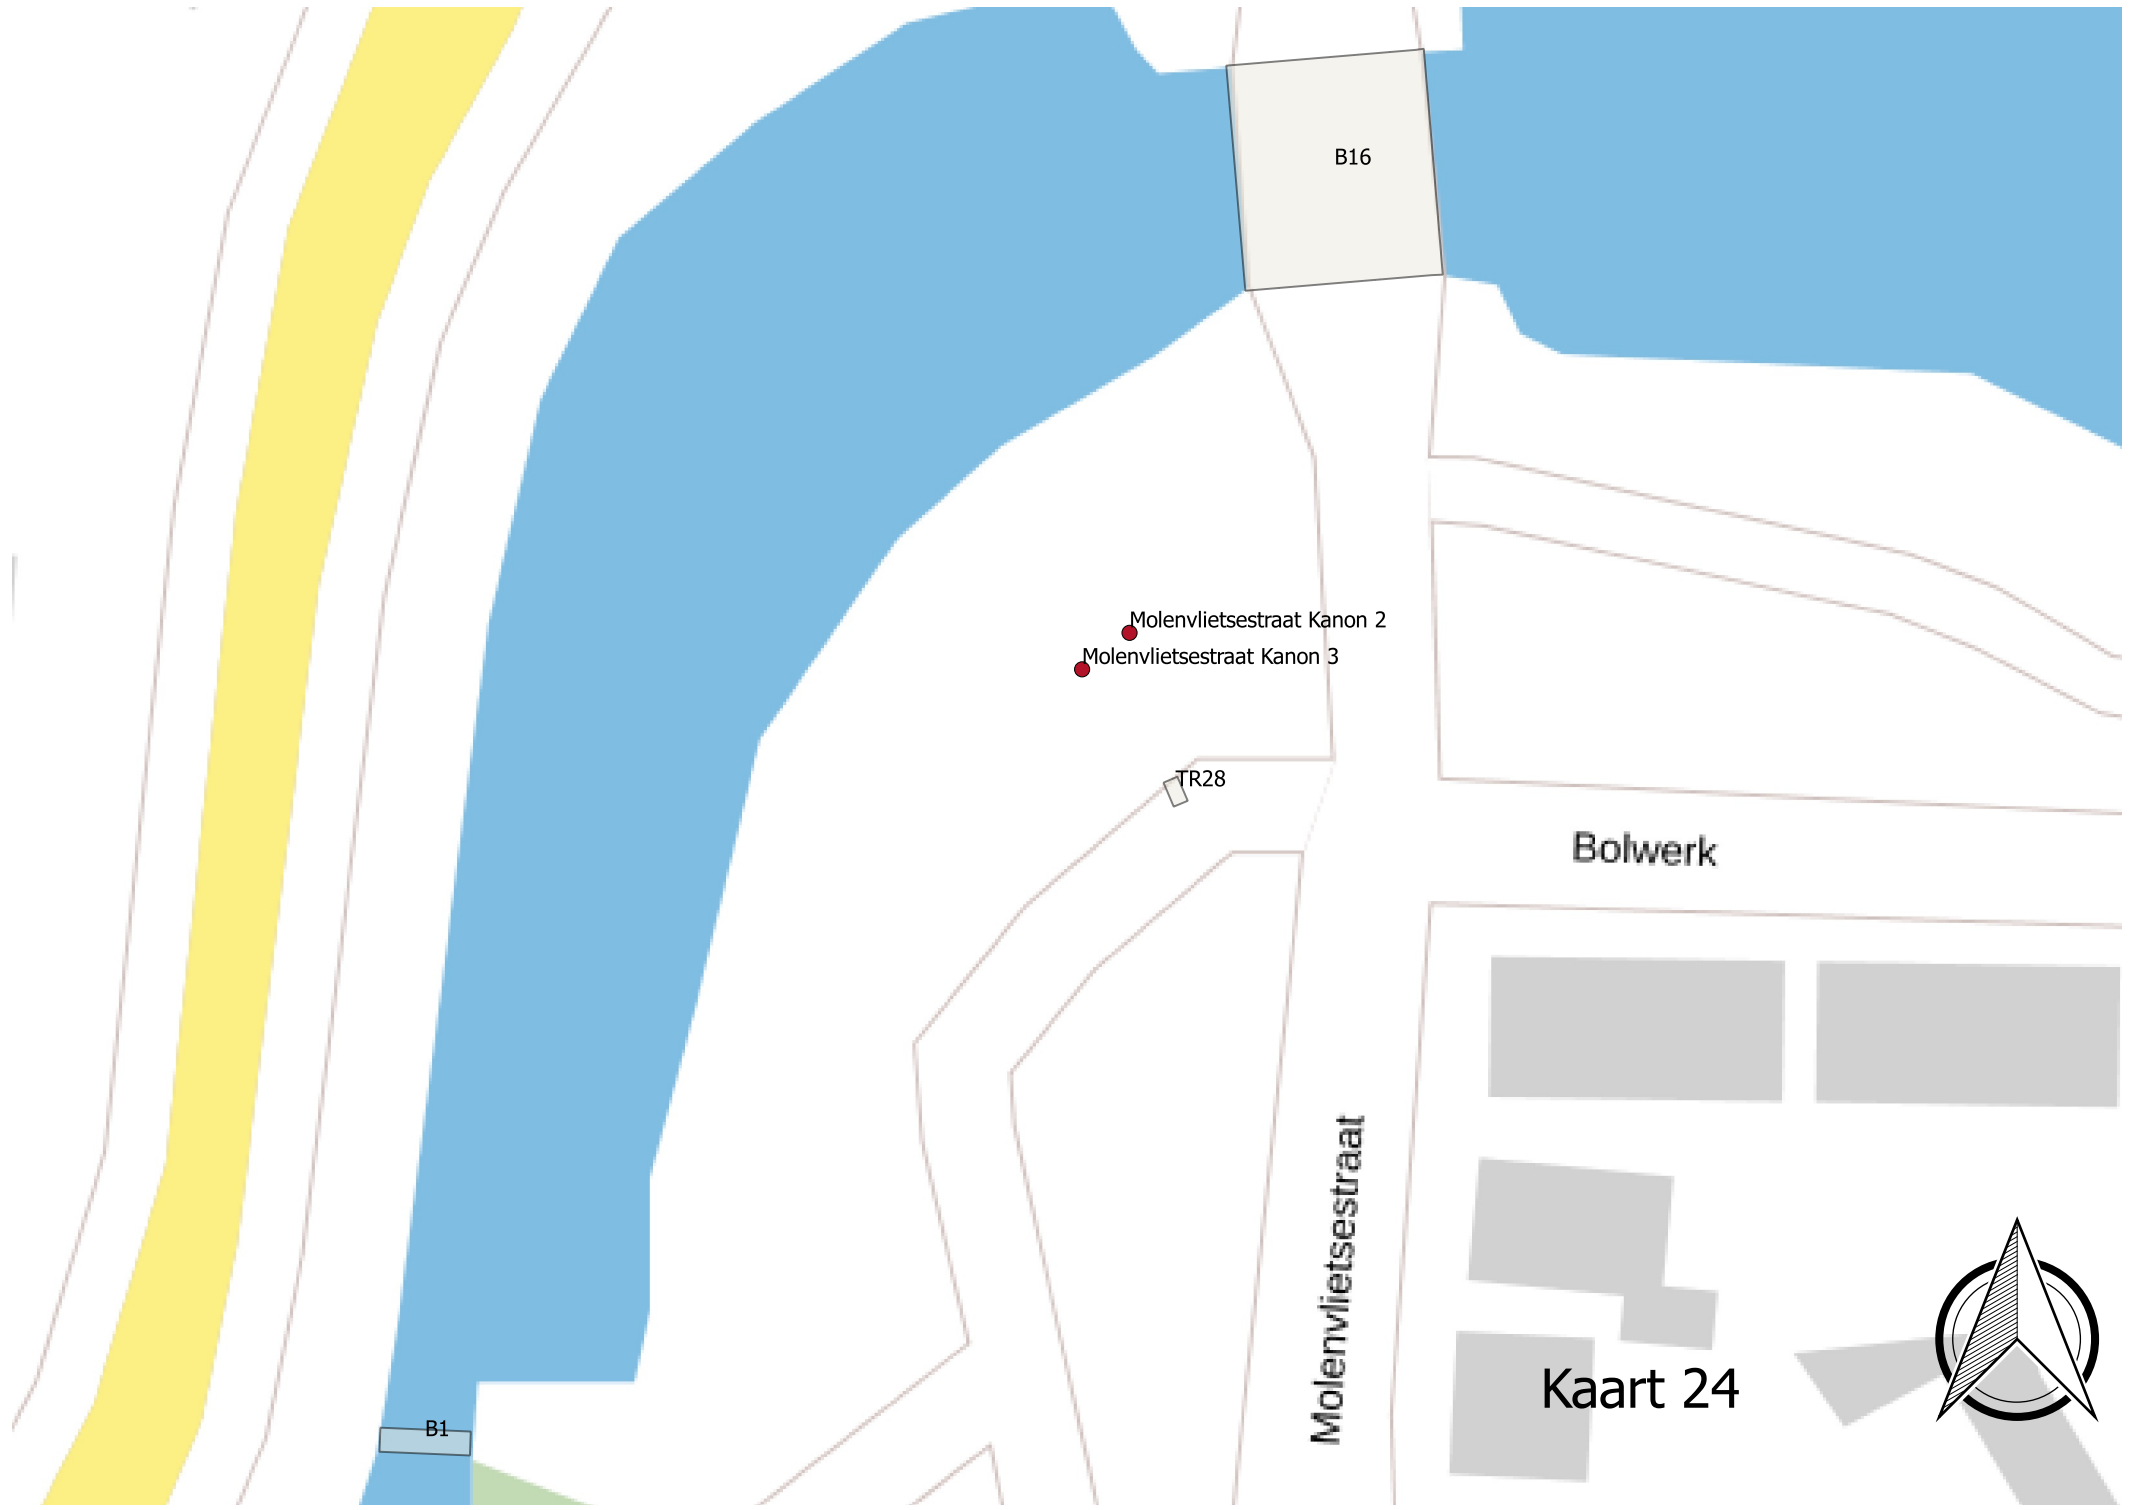 B16
Molenvlietsestraat Kanon 2
Molenvlietsestraat Kanon 3
TR28
Bolwerk
Molenvlietsestraat
Kaart 24
B1